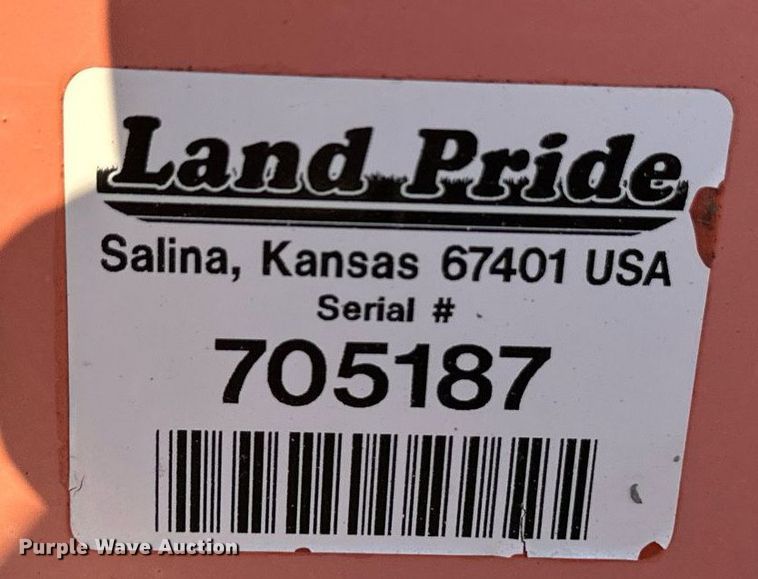 Land Pride
Salina, Kansas 67401 USA
Serial #
705187
Purple Wave Auction